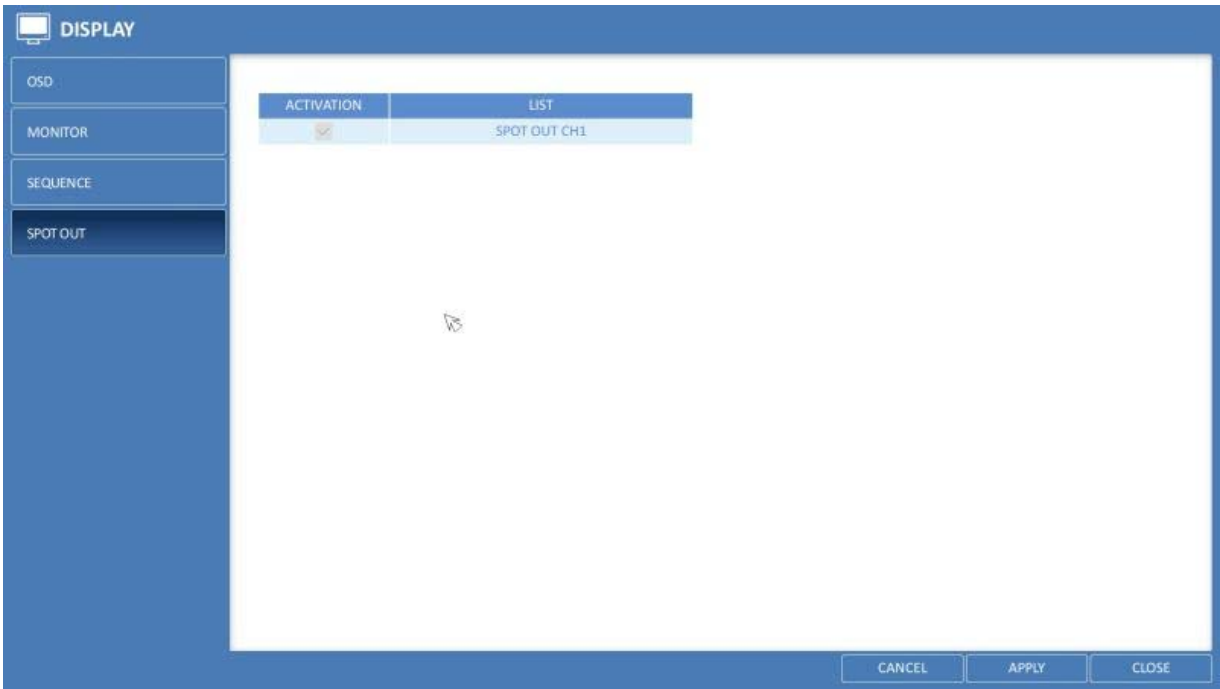 DISPLAY
OSD
MONITOR
SEQUENCE
SPOT OUT
ACTIVATION LIST
SPOT OUT CH1
CANCEL APPLY CLOSE